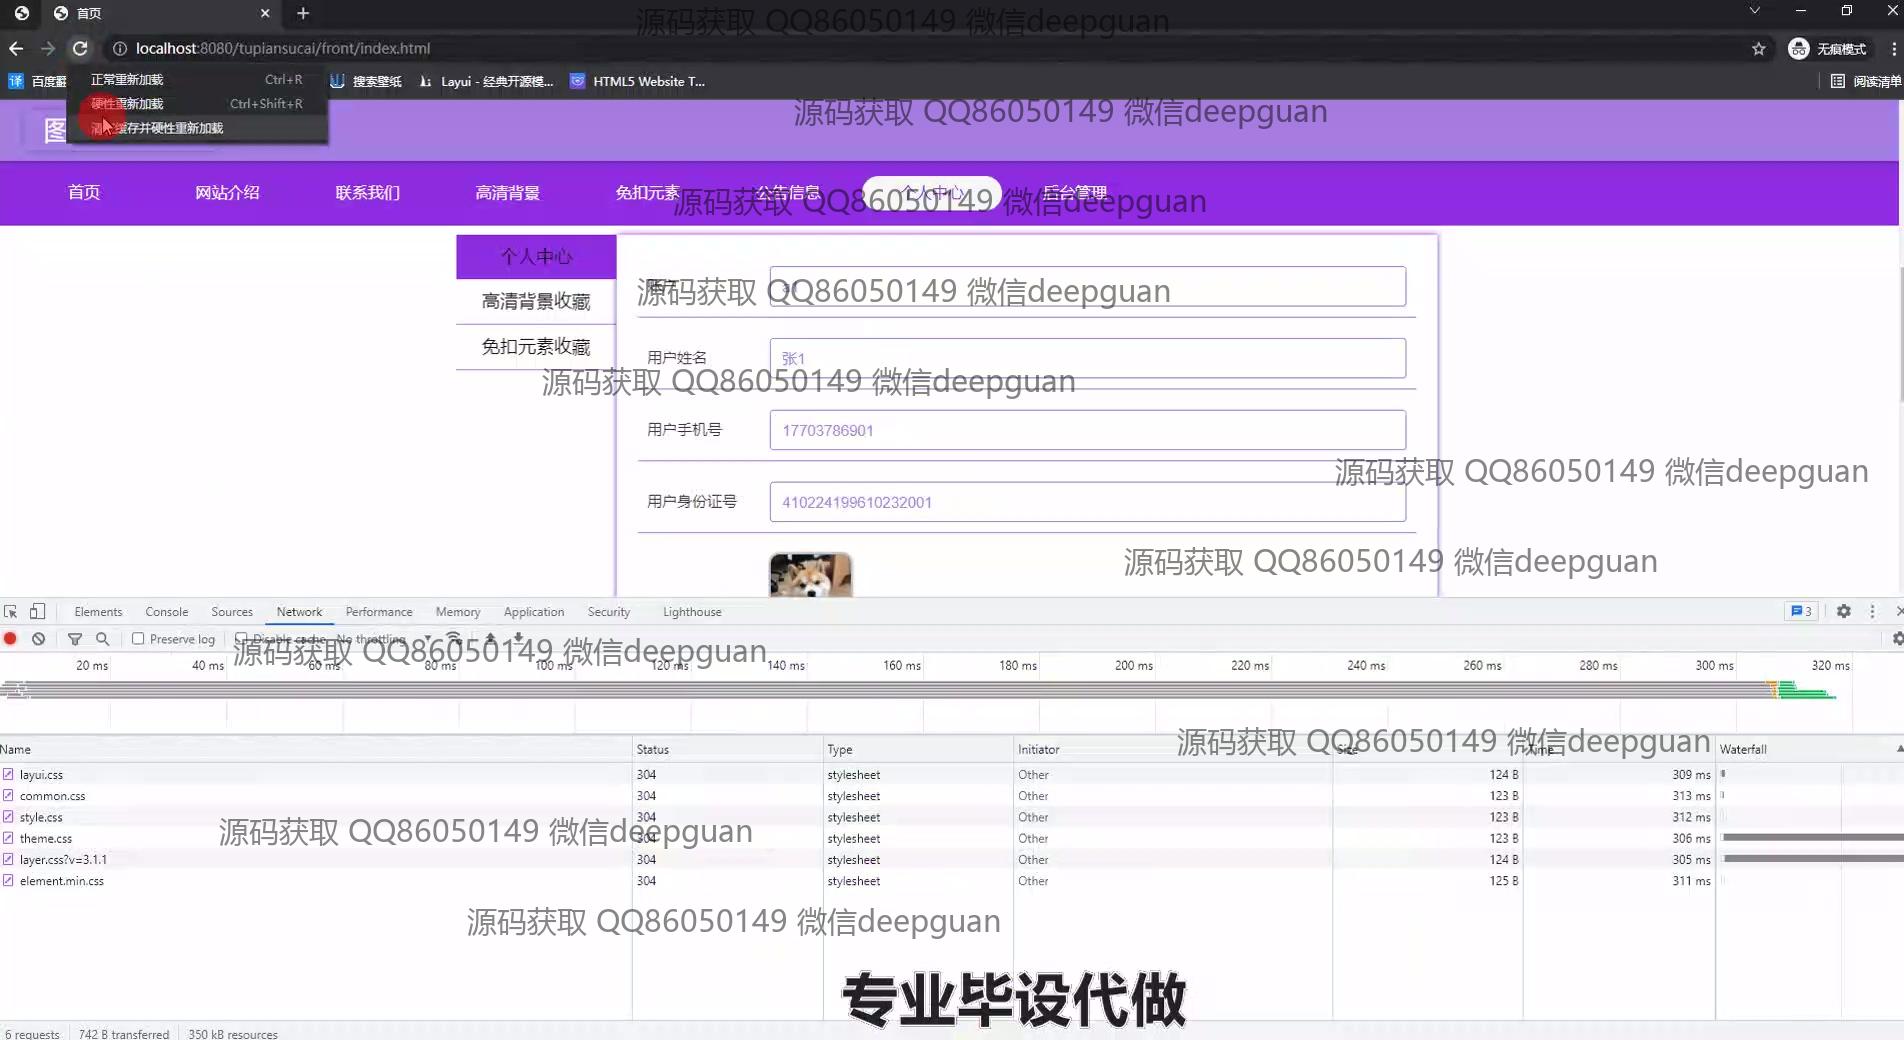 首页
源码获取 QQ86050149 微信deepguan
localhost:8080/tupiansucai/front/index.html
无痕模式
正常重新加载 Ctrl+R
硬性重新加载 Ctrl+Shift+R
缓存并硬性重新加载
百度翻
搜索壁纸
Layui - 经典开源模...
HTML5 Website T...
阅读清单
源码获取 QQ86050149 微信deepguan
图
首页 网站介绍 联系我们 高清背景 免扣元素 公告信息 个人中心 后台管理
源码获取 QQ86050149 微信deepguan
个人中心
高清背景收藏
免扣元素收藏
源码获取 QQ86050149 微信deepguan
用户姓名 张1
源码获取 QQ86050149 微信deepguan
用户手机号 17703786901
源码获取 QQ86050149 微信deepguan
用户身份证号 410224199610232001
源码获取 QQ86050149 微信deepguan
Elements Console Sources Network Performance Memory Application Security Lighthouse 3
Preserve log Disable cache No throttling
源码获取 QQ86050149 微信deepguan
20 ms 40 ms 60 ms 80 ms 100 ms 120 ms 140 ms 160 ms 180 ms 200 ms 220 ms 240 ms 260 ms 280 ms 300 ms 320 ms
源码获取 QQ86050149 微信deepguan
Name Status Type Initiator Size Time Waterfall
layui.css 304 stylesheet Other 124 B 309 ms
common.css 304 stylesheet Other 123 B 313 ms
style.css 304 stylesheet Other 123 B 312 ms
源码获取 QQ86050149 微信deepguan
theme.css 304 stylesheet Other 123 B 306 ms
layer.css?v=3.1.1 304 stylesheet Other 124 B 305 ms
element.min.css 304 stylesheet Other 125 B 311 ms
源码获取 QQ86050149 微信deepguan
专业毕设代做
6 requests 742 B transferred 350 kB resources